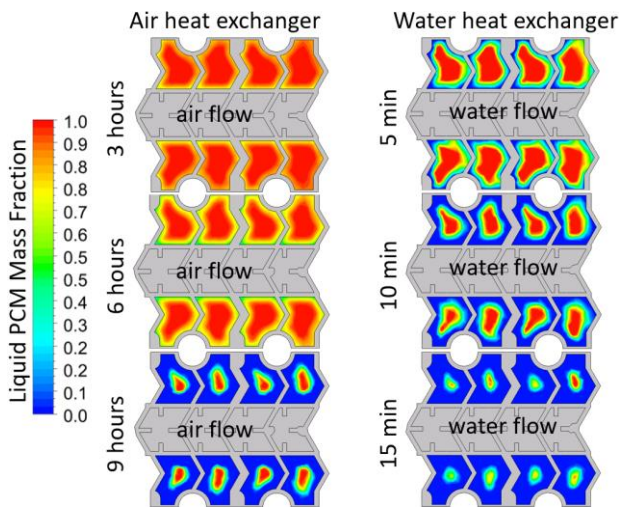 Air heat exchanger
Water heat exchanger
Liquid PCM Mass Fraction
1.0
0.9
0.8
0.7
0.6
0.5
0.4
0.3
0.2
0.1
0.0
3 hours
air flow
5 min
water flow
6 hours
air flow
10 min
water flow
9 hours
air flow
15 min
water flow